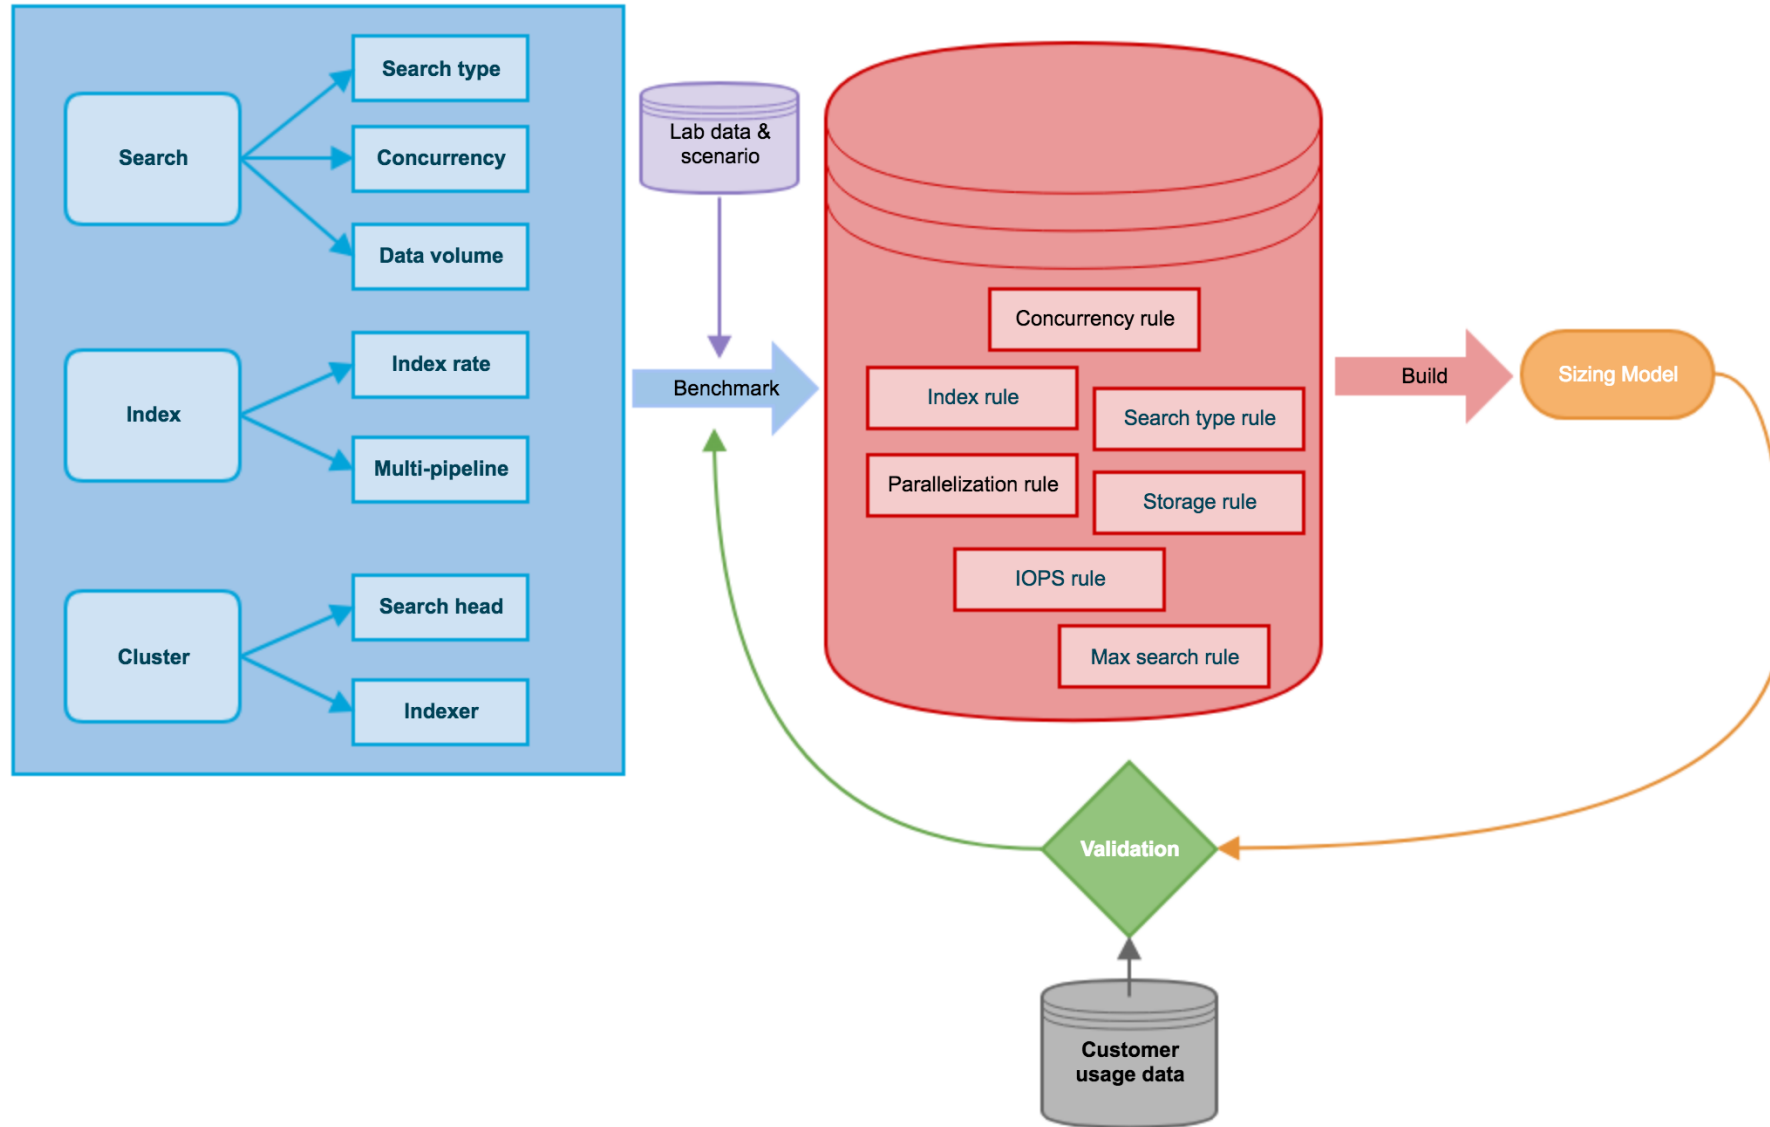 Search
Search type
Concurrency
Data volume
Index
Index rate
Multi-pipeline
Cluster
Search head
Indexer
Lab data &
scenario
Benchmark
Concurrency rule
Index rule
Search type rule
Parallelization rule
Storage rule
IOPS rule
Max search rule
Build
Sizing Model
Validation
Customer
usage data